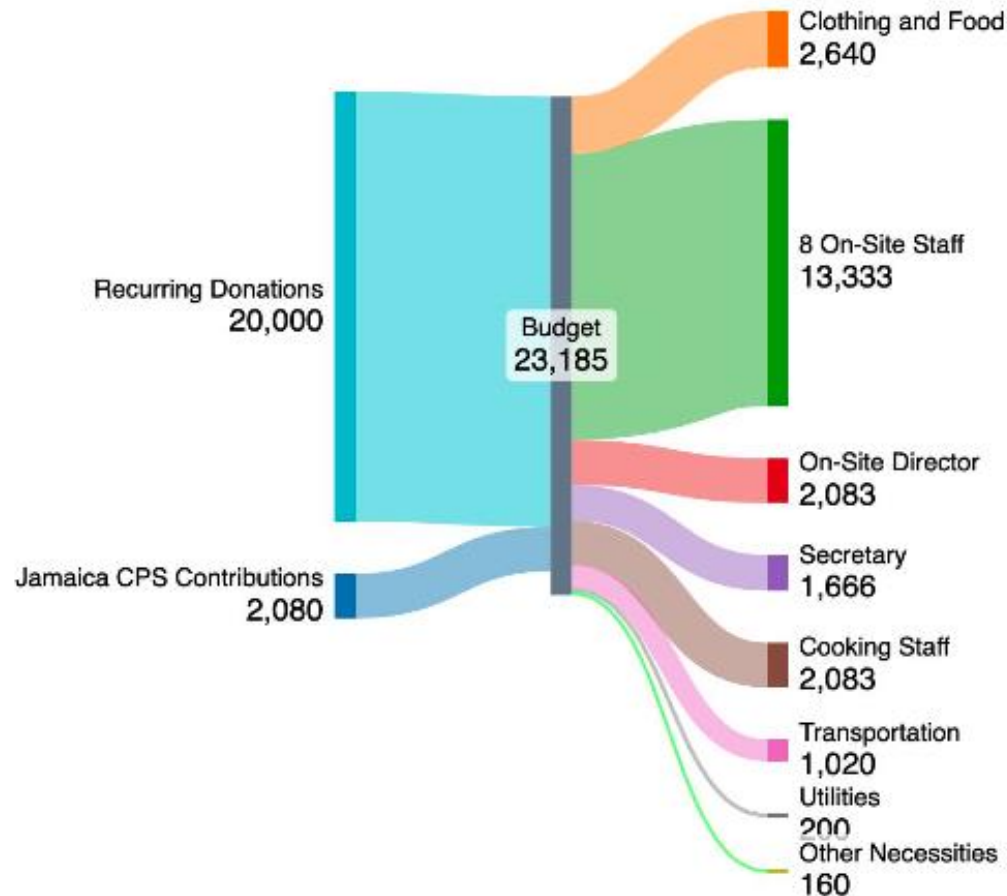 Clothing and Food
2,640
8 On-Site Staff
13,333
Recurring Donations
20,000
Budget
23,185
On-Site Director
2,083
Jamaica CPS Contributions
2,080
Secretary
1,666
Cooking Staff
2,083
Transportation
1,020
Utilities
200
Other Necessities
160